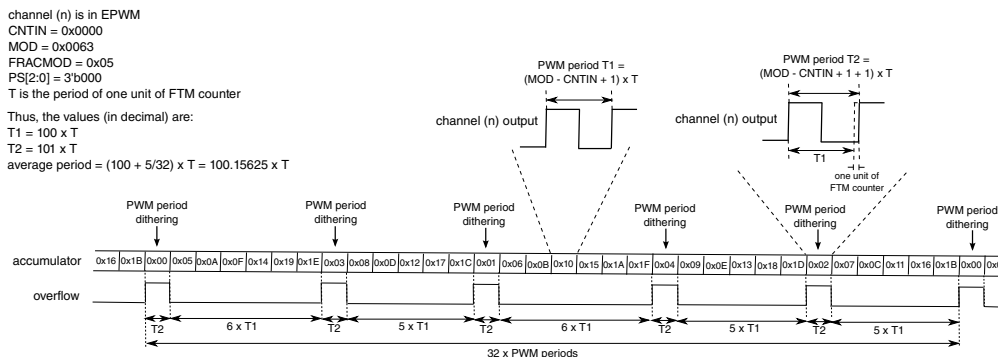 channel (n) is in EPWM
CNTIN = 0x0000
MOD = 0x0063
FRACMOD = 0x05
PS[2:0] = 3'b000
T is the period of one unit of FTM counter
Thus, the values (in decimal) are:
T1 = 100 x T
T2 = 101 x T
average period = (100 + 5/32) x T = 100.15625 x T
PWM period T1 =
(MOD - CNTIN + 1) x T
channel (n) output
PWM period T2 =
(MOD - CNTIN + 1 + 1) x T
channel (n) output
T1
one unit of
FTM counter
PWM period
dithering
PWM period
dithering
PWM period
dithering
PWM period
dithering
PWM period
dithering
PWM period
dithering
accumulator 0x16 0x1B 0x00 0x05 0x0A 0x0F 0x14 0x19 0x1E 0x03 0x08 0x0D 0x12 0x17 0x1C 0x01 0x06 0x0B 0x10 0x15 0x1A 0x1F 0x04 0x09 0x0E 0x13 0x18 0x1D 0x02 0x07 0x0C 0x11 0x16 0x1B 0x00
overflow
T2 6 x T1 T2 5 x T1 T2 6 x T1 T2 5 x T1 T2 5 x T1
32 x PWM periods